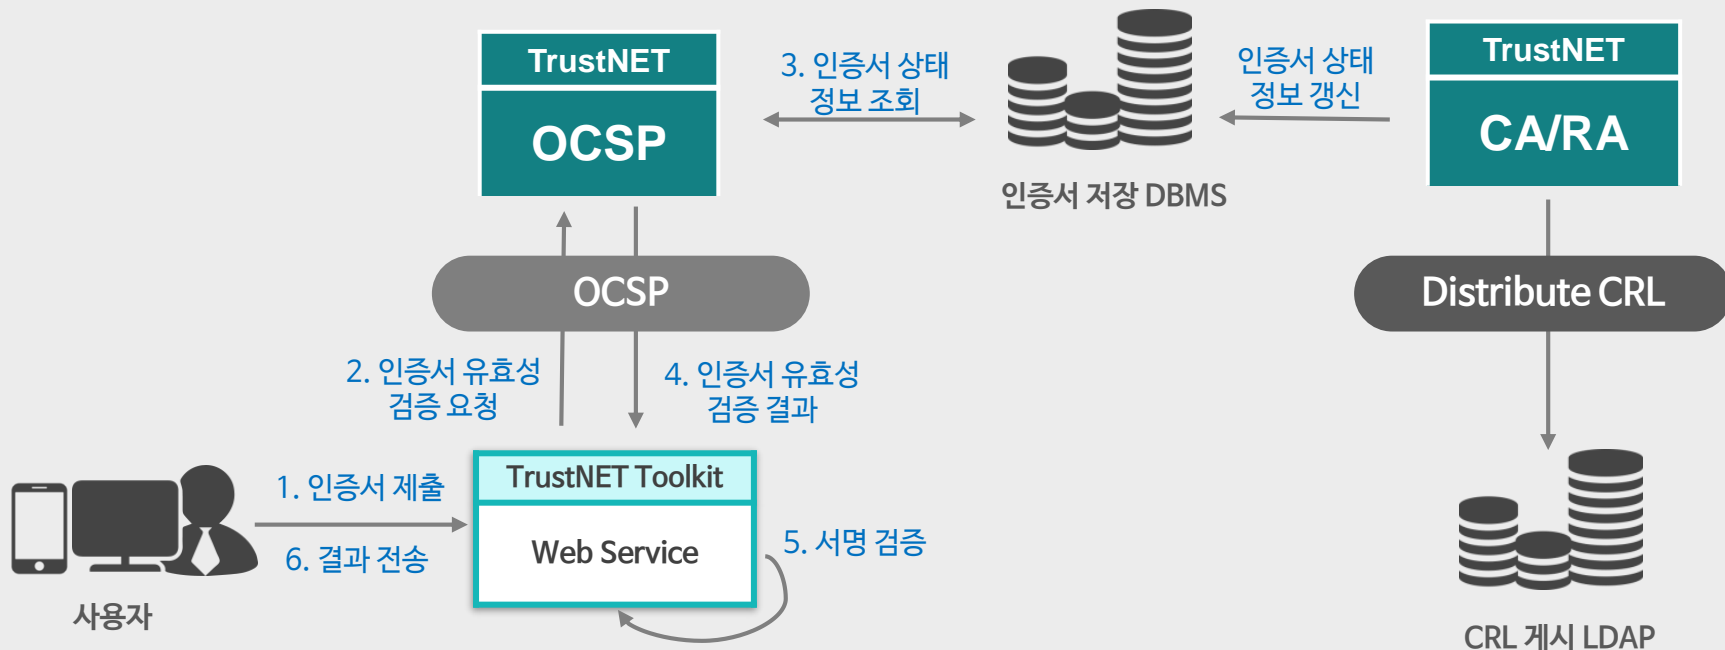 TrustNET
OCSP
3. 인증서 상태
정보 조회
인증서 저장 DBMS
인증서 상태
정보 갱신
TrustNET
CA/RA
OCSP
Distribute CRL
2. 인증서 유효성
검증 요청
4. 인증서 유효성
검증 결과
1. 인증서 제출
6. 결과 전송
사용자
TrustNET Toolkit
Web Service
5. 서명 검증
CRL 게시 LDAP